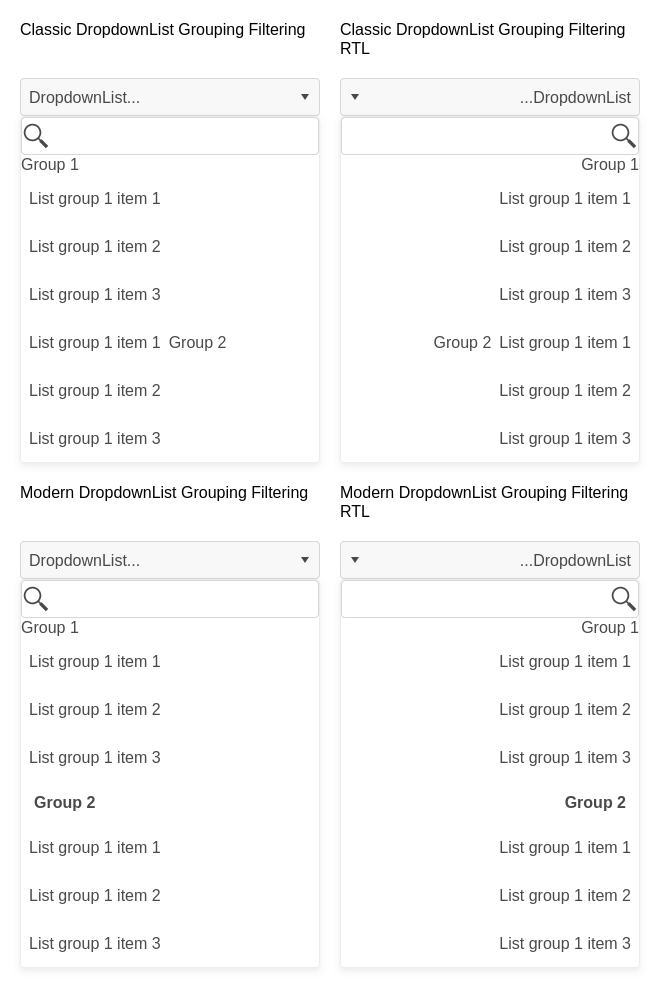 Classic DropdownList Grouping Filtering
DropdownList...
Group 1
List group 1 item 1
List group 1 item 2
List group 1 item 3
List group 1 item 1 Group 2
List group 1 item 2
List group 1 item 3
Classic DropdownList Grouping Filtering
RTL
...DropdownList
Group 1
List group 1 item 1
List group 1 item 2
List group 1 item 3
Group 2 List group 1 item 1
List group 1 item 2
List group 1 item 3
Modern DropdownList Grouping Filtering
DropdownList...
Group 1
List group 1 item 1
List group 1 item 2
List group 1 item 3
Group 2
List group 1 item 1
List group 1 item 2
List group 1 item 3
Modern DropdownList Grouping Filtering
RTL
...DropdownList
Group 1
List group 1 item 1
List group 1 item 2
List group 1 item 3
Group 2
List group 1 item 1
List group 1 item 2
List group 1 item 3